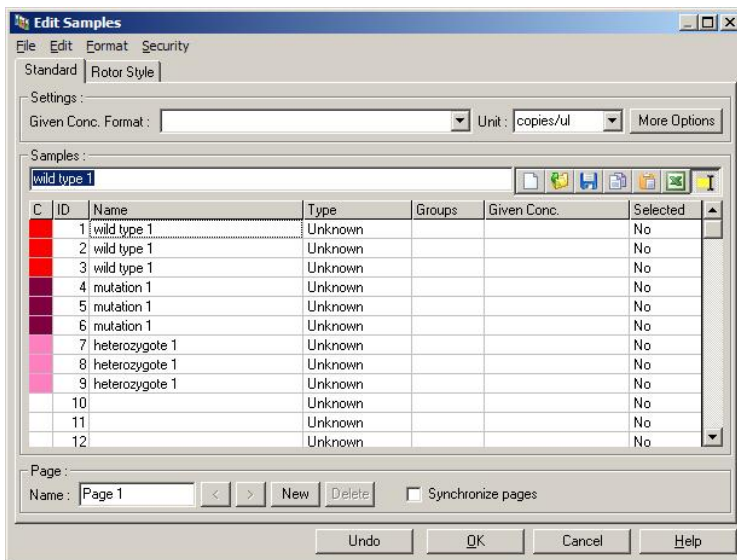 Edit Samples
File Edit Format Security
Standard Rotor Style
Settings :
Given Conc. Format : Unit : copies/ul More Options
Samples :
wild type 1
C ID Name Type Groups Given Conc. Selected
1 wild type 1 Unknown No
2 wild type 1 Unknown No
3 wild type 1 Unknown No
4 mutation 1 Unknown No
5 mutation 1 Unknown No
6 mutation 1 Unknown No
7 heterozygote 1 Unknown No
8 heterozygote 1 Unknown No
9 heterozygote 1 Unknown No
10 Unknown No
11 Unknown No
12 Unknown No
Page :
Name : Page 1 < > New Delete Synchronize pages
Undo OK Cancel Help